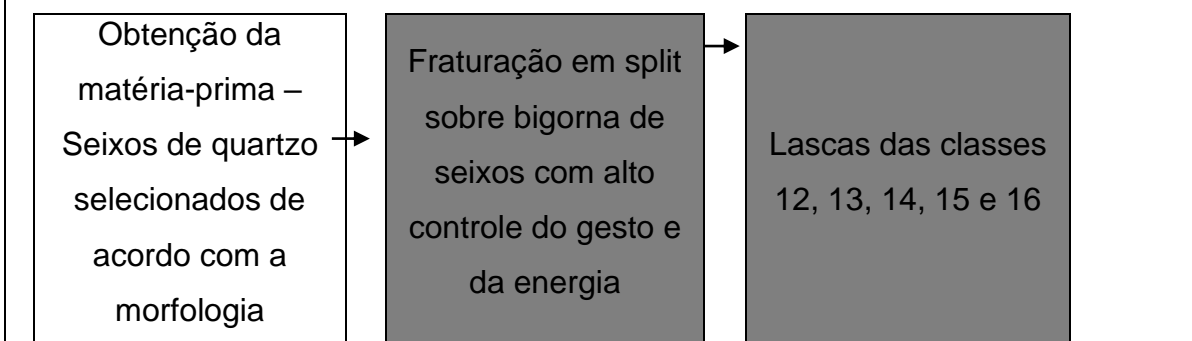 Obtenção da
matéria-prima –
Seixos de quartzo
selecionados de
acordo com a
morfologia
Fraturação em split
sobre bigorna de
seixos com alto
controle do gesto e
da energia
Lascas das classes
12, 13, 14, 15 e 16